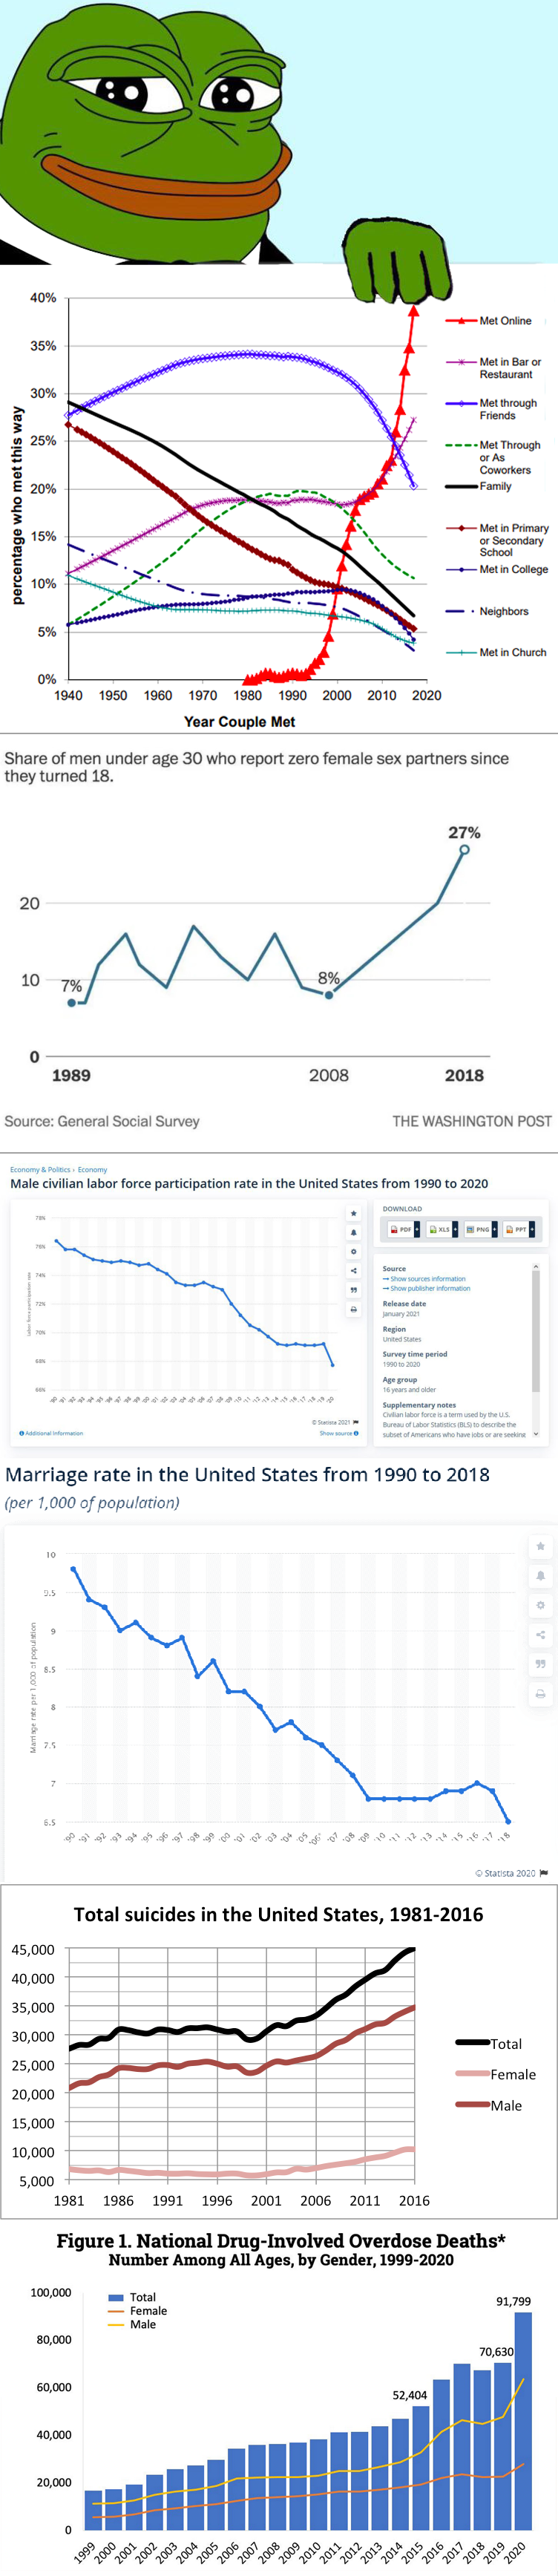 40%
35%
30%
25%
20%
15%
10%
5%
0%
percentage who met this way
1940 1950 1960 1970 1980 1990 2000 2010 2020
Year Couple Met
Met Online
Met in Bar or
Restaurant
Met through
Friends
Met Through
or As
Coworkers
Family
Met in Primary
or Secondary
School
Met in College
Neighbors
Met in Church
Share of men under age 30 who report zero female sex partners since
they turned 18.
27%
20
10
7%
8%
0
1989 2008 2018
Source: General Social Survey THE WASHINGTON POST
Economy & Politics › Economy
Male civilian labor force participation rate in the United States from 1990 to 2020
78%
76%
74%
72%
70%
68%
66%
Labor force participation rate
'90 '91 '92 '93 '94 '95 '96 '97 '98 '99 '00 '01 '02 '03 '04 '05 '06 '07 '08 '09 '10 '11 '12 '13 '14 '15 '16 '17 '18 '19 '20
© Statista 2021
Additional Information Show source
DOWNLOAD
PDF XLS PNG PPT
Source
→ Show sources information
→ Show publisher information
Release date
January 2021
Region
United States
Survey time period
1990 to 2020
Age group
16 years and older
Supplementary notes
Civilian labor force is a term used by the U.S.
Bureau of Labor Statistics (BLS) to describe the
subset of Americans who have jobs or are seeking
Marriage rate in the United States from 1990 to 2018
(per 1,000 of population)
10
9.5
9
8.5
8
7.5
7
6.5
Marriage rate per 1,000 of population
'90 '91 '92 '93 '94 '95 '96 '97 '98 '99 '00 '01 '02 '03 '04 '05 '06* '07 '08 '09 '10 '11 '12 '13 '14 '15 '16 '17 '18
© Statista 2020
Total suicides in the United States, 1981-2016
45,000
40,000
35,000
30,000
25,000
20,000
15,000
10,000
5,000
1981 1986 1991 1996 2001 2006 2011 2016
Total
Female
Male
Figure 1. National Drug-Involved Overdose Deaths*
Number Among All Ages, by Gender, 1999-2020
100,000
80,000
60,000
40,000
20,000
0
Total
Female
Male
52,404
70,630
91,799
1999 2000 2001 2002 2003 2004 2005 2006 2007 2008 2009 2010 2011 2012 2013 2014 2015 2016 2017 2018 2019 2020